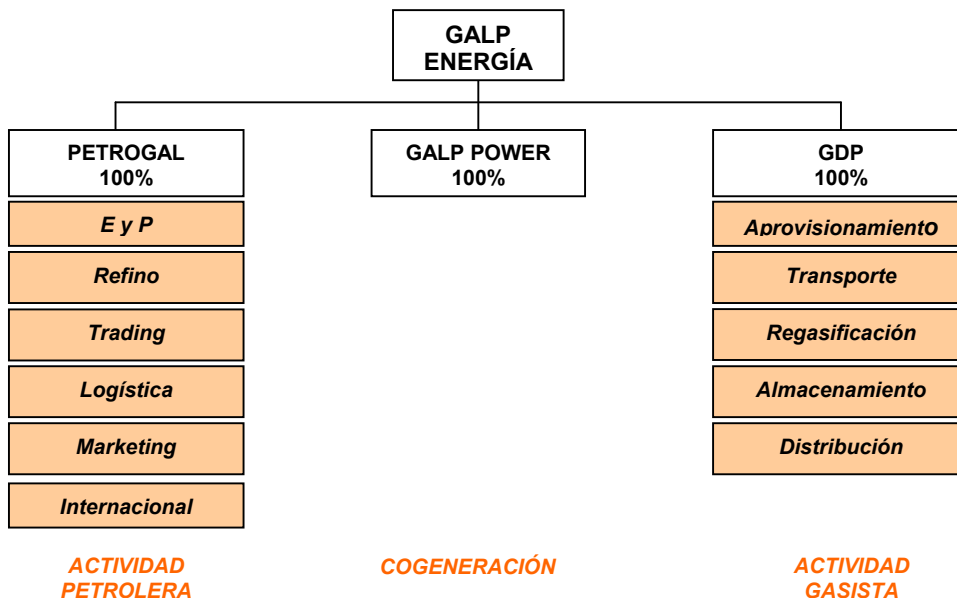 GALP
ENERGÍA
PETROGAL
100%
GALP POWER
100%
GDP
100%
E y P
Refino
Trading
Logística
Marketing
Internacional
Aprovisionamiento
Transporte
Regasificación
Almacenamiento
Distribución
ACTIVIDAD
PETROLERA
COGENERACIÓN
ACTIVIDAD
GASISTA